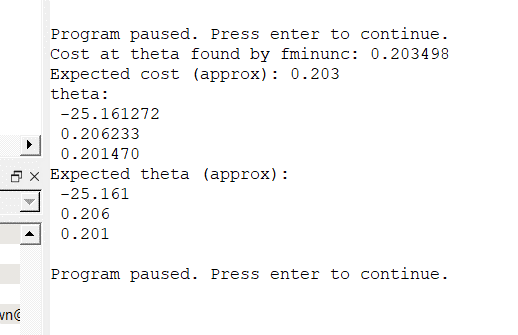 Program paused. Press enter to continue.
Cost at theta found by fminunc: 0.203498
Expected cost (approx): 0.203
theta:
-25.161272
0.206233
0.201470
Expected theta (approx):
-25.161
0.206
0.201
Program paused. Press enter to continue.